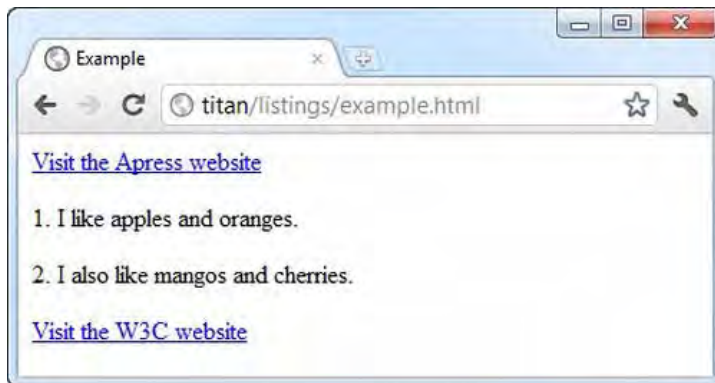 Example
titan/listings/example.html
Visit the Apress website
1. I like apples and oranges.
2. I also like mangos and cherries.
Visit the W3C website